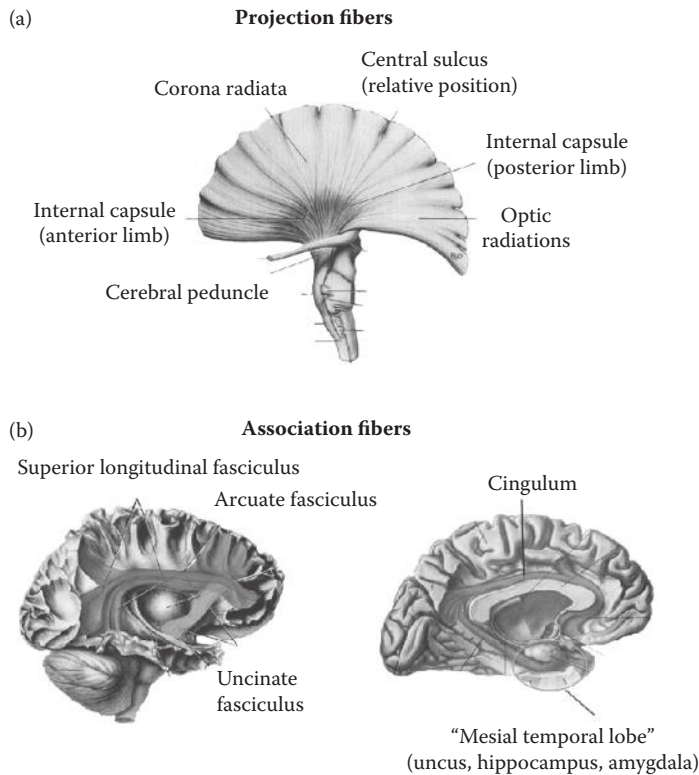 (a)
Projection fibers
Central sulcus
(relative position)
Corona radiata
Internal capsule
(posterior limb)
Internal capsule
(anterior limb)
Optic
radiations
Cerebral peduncle
(b)
Association fibers
Superior longitudinal fasciculus
Arcuate fasciculus
Cingulum
Uncinate
fasciculus
“Mesial temporal lobe”
(uncus, hippocampus, amygdala)